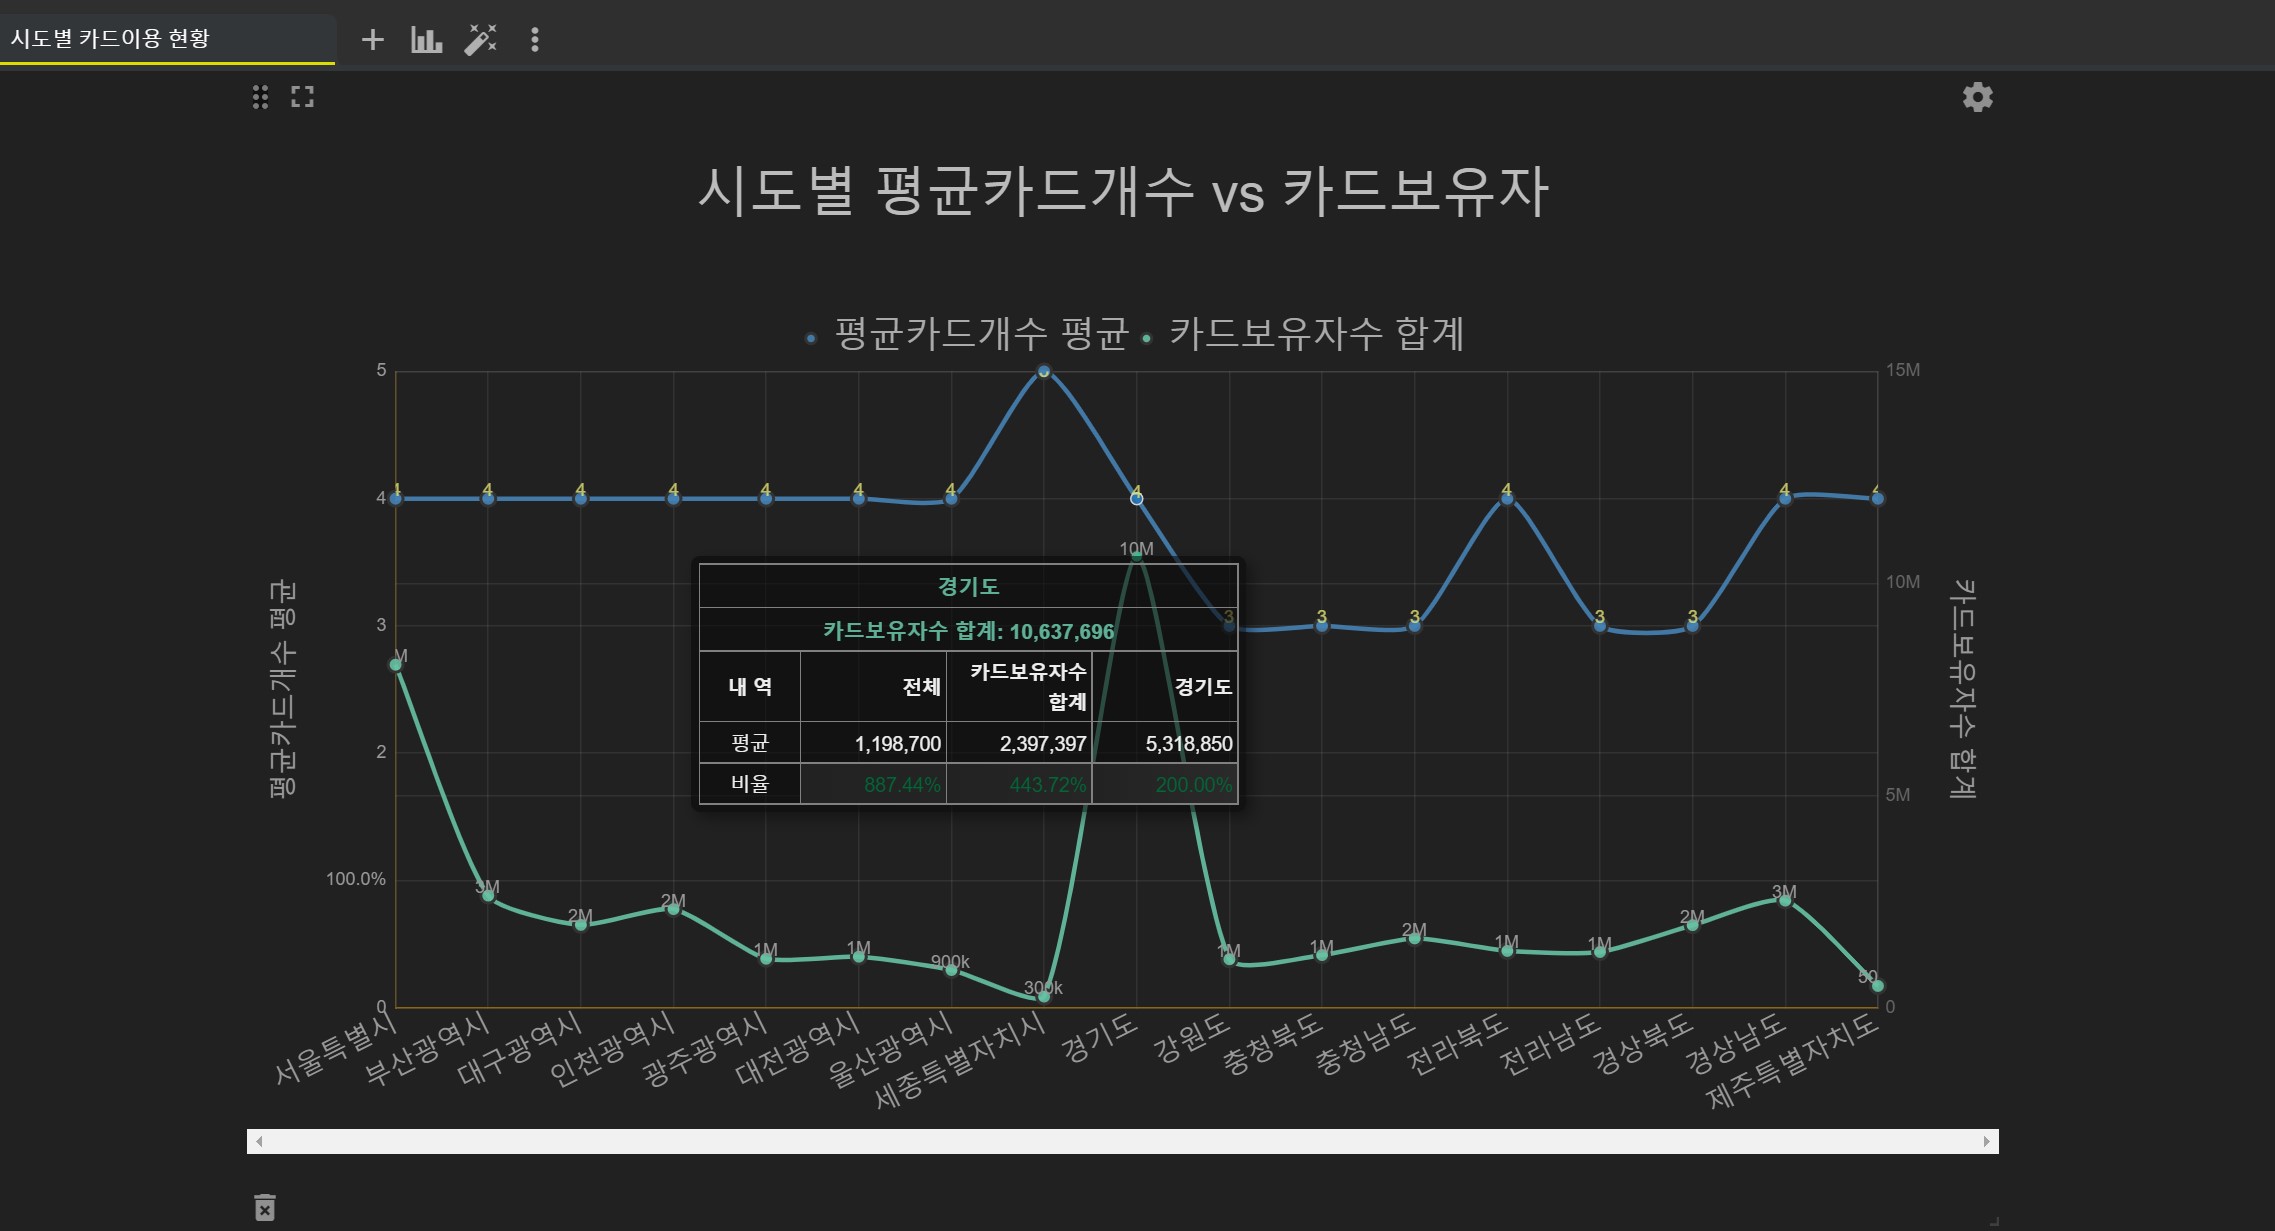 시도별 카드이용 현황
시도별 평균카드개수 vs 카드보유자
평균카드개수 평균 카드보유자수 합계
5
15M
4
4 4 4 4 4 4 4 4 4 4
10M
10M
3
3 3 3 3 3
2
5M
100.0%
0
0
평균카드개수 평균
카드보유자수 합계
경기도
카드보유자수 합계: 10,637,696
내 역 전체 카드보유자수 합계 경기도
평균 1,198,700 2,397,397 5,318,850
비율 887.44% 443.72% 200.00%
M 3M 2M 2M 1M 1M 900k 300k 1M 1M 2M 1M 1M 2M 3M 50
서울특별시
부산광역시
대구광역시
인천광역시
광주광역시
대전광역시
울산광역시
세종특별자치시
경기도
강원도
충청북도
충청남도
전라북도
전라남도
경상북도
경상남도
제주특별자치도